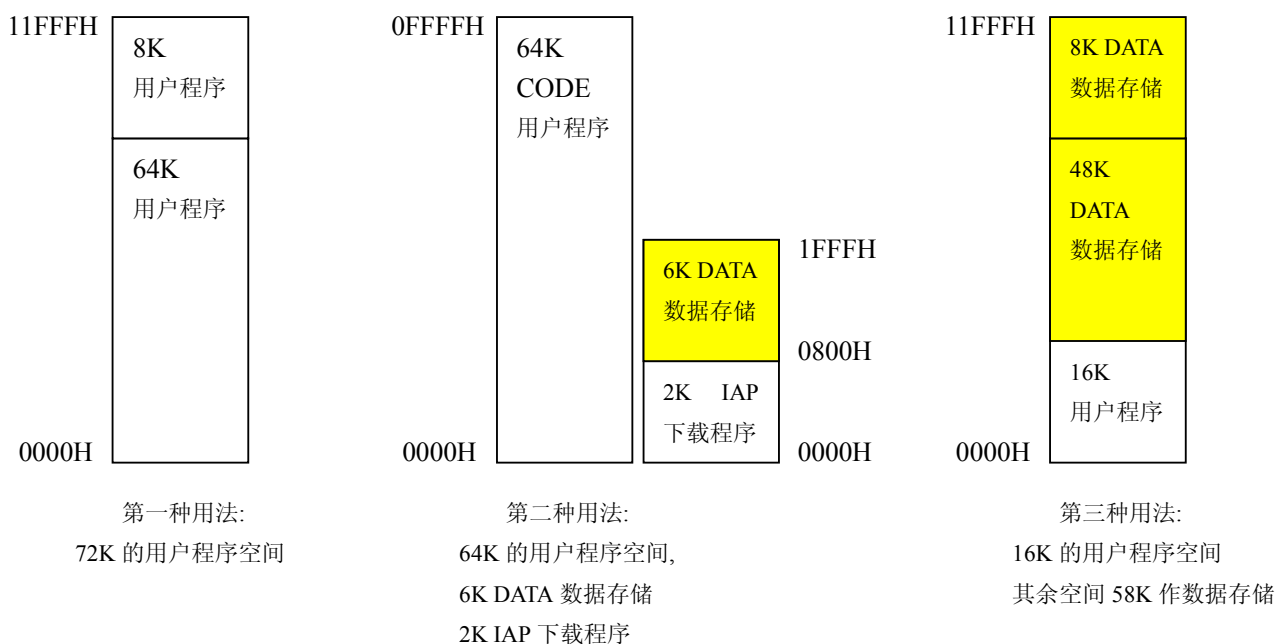 11FFFH
8K
用户程序
64K
用户程序
0000H
第一种用法:
72K 的用户程序空间
0FFFFH
64K
CODE
用户程序
0000H
1FFFH
6K DATA
数据存储
0800H
2K IAP
下载程序
0000H
第二种用法:
64K 的用户程序空间,
6K DATA 数据存储
2K IAP 下载程序
11FFFH
8K DATA
数据存储
48K
DATA
数据存储
16K
用户程序
0000H
第三种用法:
16K 的用户程序空间
其余空间 58K 作数据存储